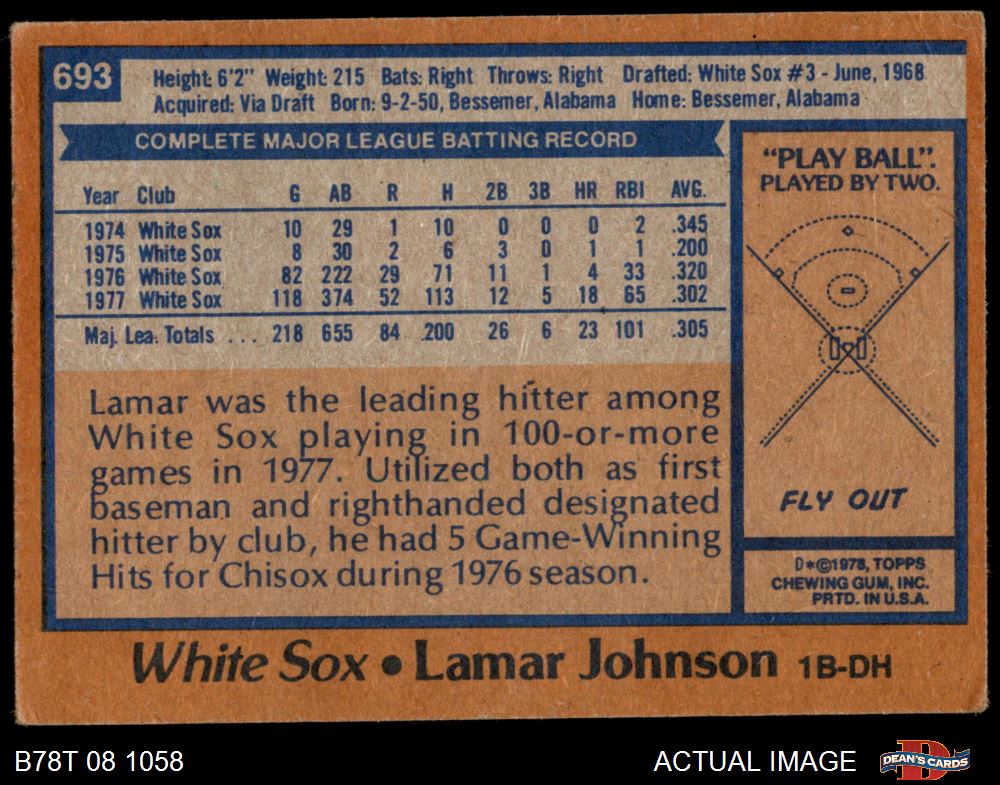 693
Height: 6'2" Weight: 215 Bats: Right Throws: Right Drafted: White Sox #3 - June, 1968
Acquired: Via Draft Born: 9-2-50, Bessemer, Alabama Home: Bessemer, Alabama
COMPLETE MAJOR LEAGUE BATTING RECORD
Year Club G AB R H 2B 3B HR RBI AVG.
1974 White Sox 10 29 1 10 0 0 0 2 .345
1975 White Sox 8 30 2 6 3 0 1 1 .200
1976 White Sox 82 222 29 71 11 1 4 33 .320
1977 White Sox 118 374 52 113 12 5 18 65 .302
Maj. Lea. Totals ... 218 655 84 200 26 6 23 101 .305
Lamar was the leading hitter among
White Sox playing in 100-or-more
games in 1977. Utilized both as first
baseman and righthanded designated
hitter by club, he had 5 Game-Winning
Hits for Chisox during 1976 season.
"PLAY BALL".
PLAYED BY TWO.
FLY OUT
D*©1978, TOPPS
CHEWING GUM, INC.
PRTD. IN U.S.A.
White Sox • Lamar Johnson 1B-DH
B78T 08 1058
ACTUAL IMAGE
D
DEAN'S CARDS